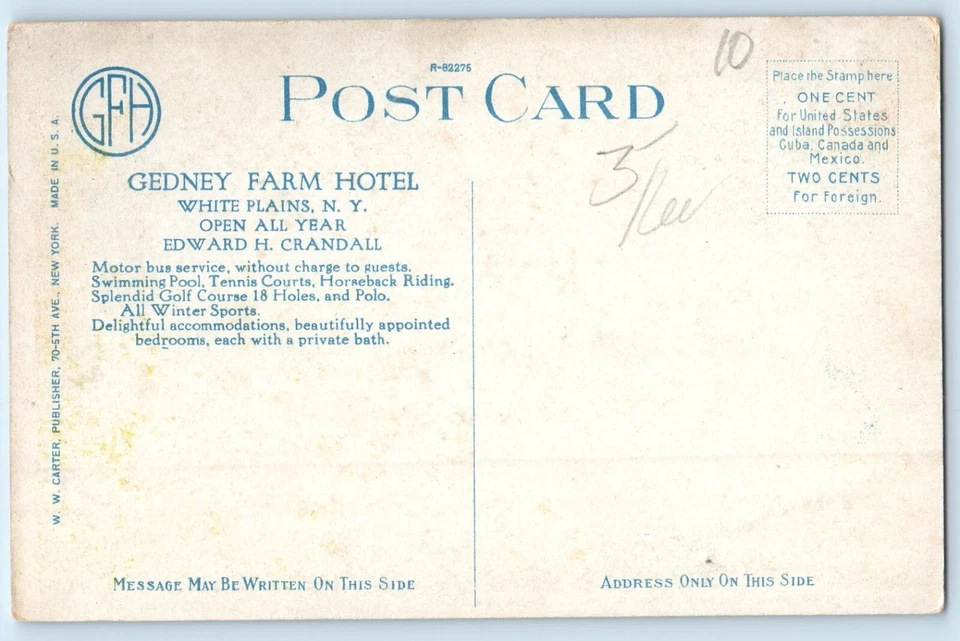 R-82275
POST CARD
GFH
GEDNEY FARM HOTEL
WHITE PLAINS, N. Y.
OPEN ALL YEAR
EDWARD H. CRANDALL
Motor bus service, without charge to guests.
Swimming Pool, Tennis Courts, Horseback Riding.
Splendid Golf Course 18 Holes, and Polo.
All Winter Sports.
Delightful accommodations, beautifully appointed
bedrooms, each with a private bath.
W. W. CARTER, PUBLISHER, 70-5TH AVE., NEW YORK. MADE IN U. S. A.
MESSAGE MAY BE WRITTEN ON THIS SIDE
10
Place the Stamp here
ONE CENT
For United States
and Island Possessions
Cuba, Canada and
Mexico.
TWO CENTS
For Foreign.
ADDRESS ONLY ON THIS SIDE